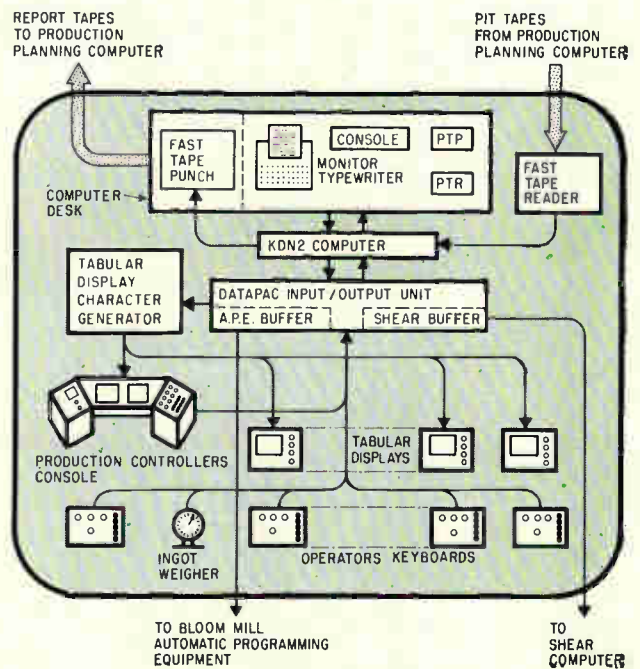 REPORT TAPES
TO PRODUCTION
PLANNING COMPUTER
PIT TAPES
FROM PRODUCTION
PLANNING COMPUTER
FAST
TAPE
PUNCH
CONSOLE
MONITOR
TYPEWRITER
PTP
PTR
FAST
TAPE
READER
COMPUTER
DESK
KDN2 COMPUTER
TABULAR
DISPLAY
CHARACTER
GENERATOR
DATAPAC INPUT/OUTPUT UNIT
A.P.E. BUFFER
SHEAR BUFFER
PRODUCTION CONTROLLERS
CONSOLE
TABULAR
DISPLAYS
INGOT
WEIGHER
OPERATORS KEYBOARDS
TO BLOOM MILL
AUTOMATIC PROGRAMMING
EQUIPMENT
TO
SHEAR
COMPUTER